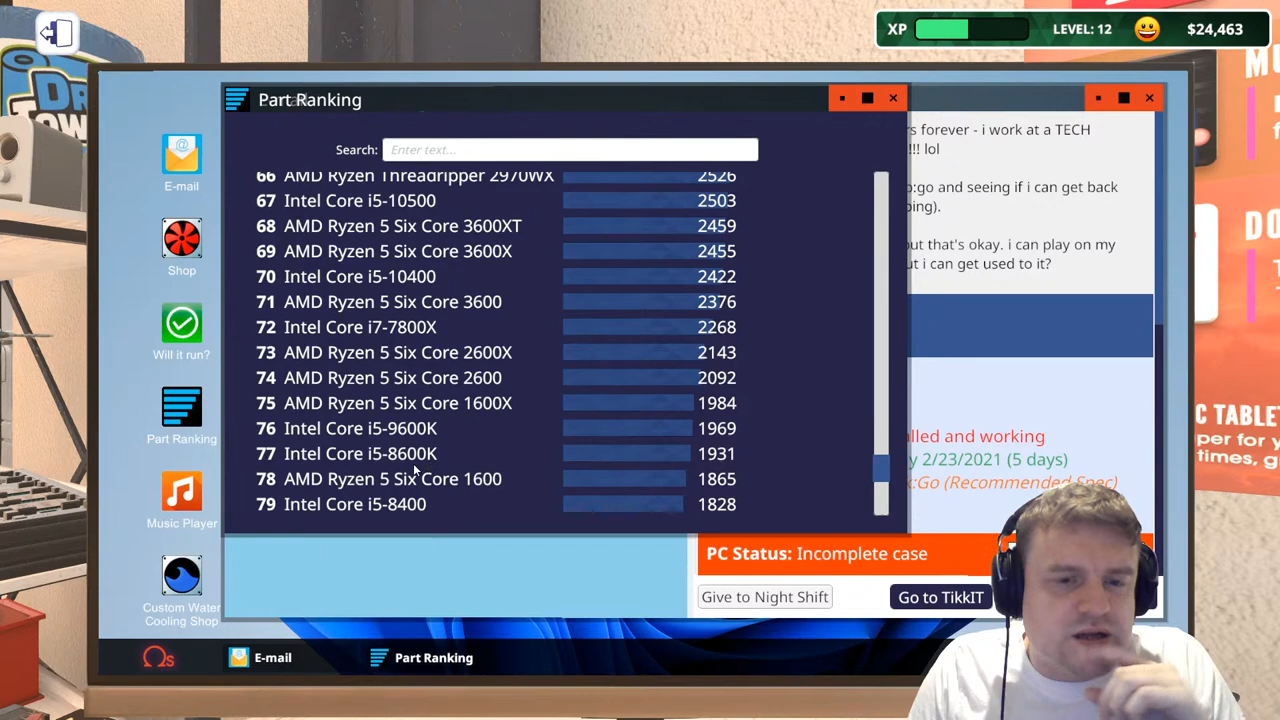 XP
LEVEL: 12
$24,463
Part Ranking
Search: Enter text...
66 AMD Ryzen Threadripper 2970WX 2526
67 Intel Core i5-10500 2503
68 AMD Ryzen 5 Six Core 3600XT 2459
69 AMD Ryzen 5 Six Core 3600X 2455
70 Intel Core i5-10400 2422
71 AMD Ryzen 5 Six Core 3600 2376
72 Intel Core i7-7800X 2268
73 AMD Ryzen 5 Six Core 2600X 2143
74 AMD Ryzen 5 Six Core 2600 2092
75 AMD Ryzen 5 Six Core 1600X 1984
76 Intel Core i5-9600K 1969
77 Intel Core i5-8600K 1931
78 AMD Ryzen 5 Six Core 1600 1865
79 Intel Core i5-8400 1828
E-mail
Shop
Will it run?
Part Ranking
Music Player
Custom Water
Cooling Shop
forever - i work at a TECH
!!! lol
:go and seeing if i can get back
ping).
but that's okay. i can play on my
ut i can get used to it?
alled and working
y 2/23/2021 (5 days)
:Go (Recommended Spec)
PC Status: Incomplete case
Give to Night Shift
Go to TikkIT
Ωs
E-mail
Part Ranking
C TABLET
per for y
times, gre